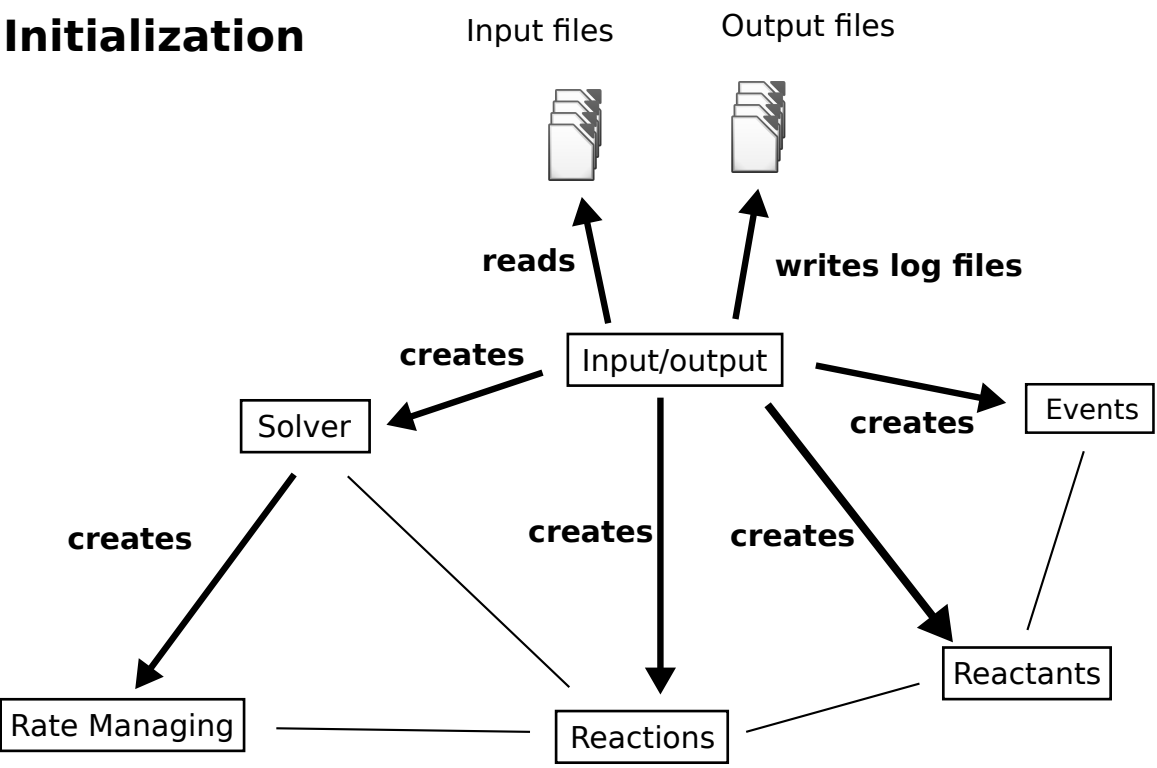 Initialization
Input files
Output files
reads
writes log files
creates
Input/output
Solver
creates
Events
creates
creates
creates
Rate Managing
Reactions
Reactants